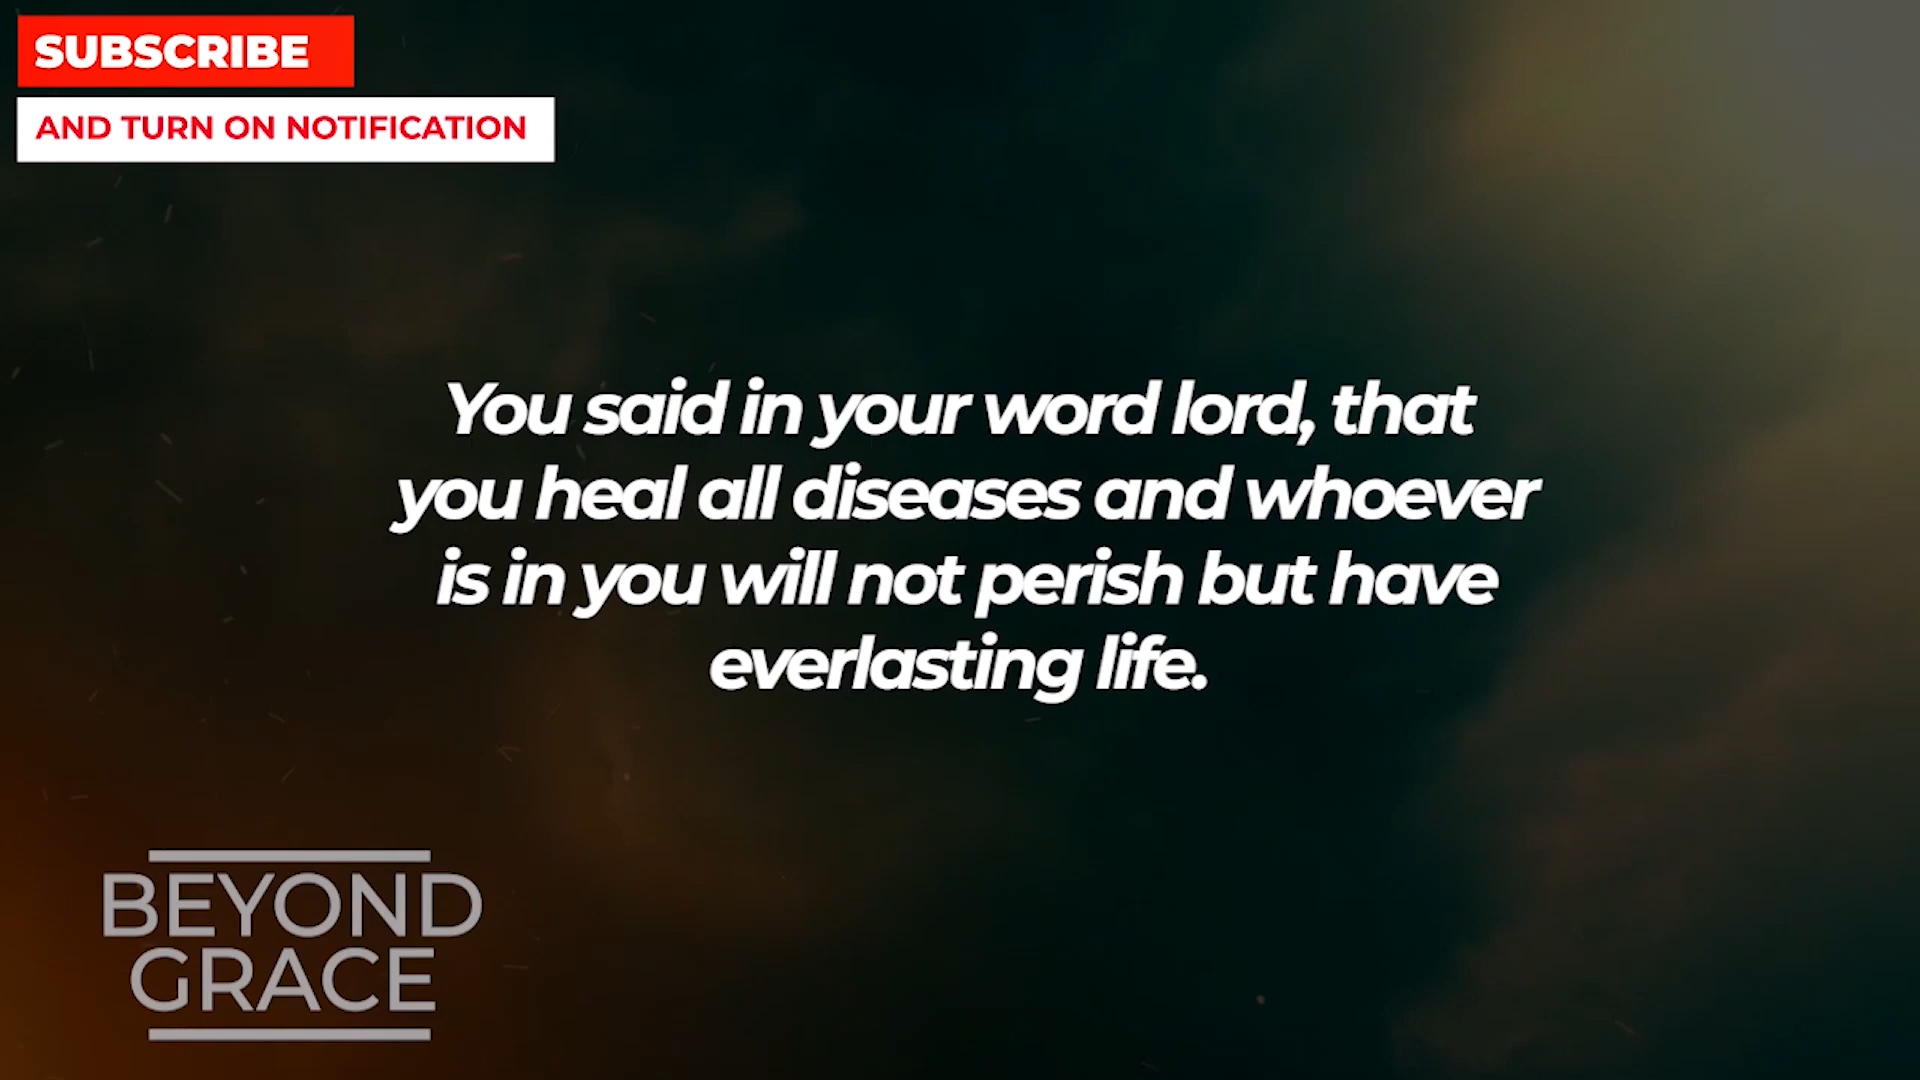 SUBSCRIBE
AND TURN ON NOTIFICATION
You said in your word lord, that
you heal all diseases and whoever
is in you will not perish but have
everlasting life.
BEYOND
GRACE